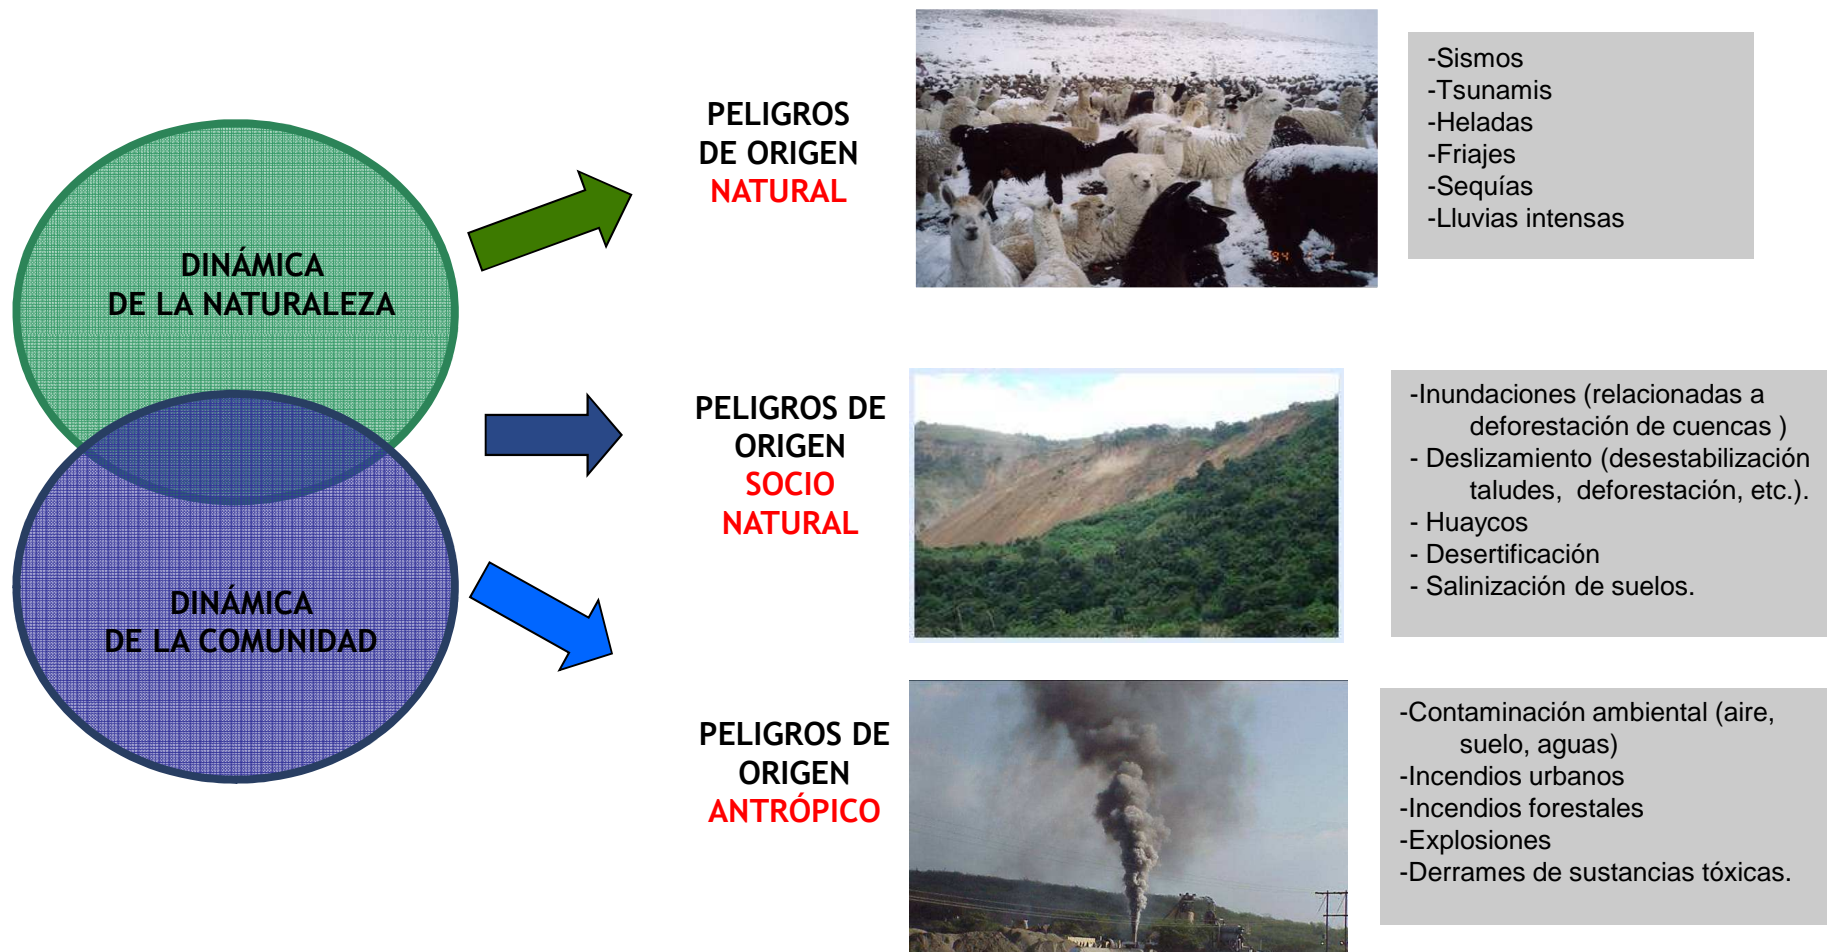 DINÁMICA
DE LA NATURALEZA
DINÁMICA
DE LA COMUNIDAD
PELIGROS
DE ORIGEN
NATURAL
-Sismos
-Tsunamis
-Heladas
-Friajes
-Sequías
-Lluvias intensas
PELIGROS DE
ORIGEN
SOCIO
NATURAL
-Inundaciones (relacionadas a
deforestación de cuencas )
- Deslizamiento (desestabilización
taludes, deforestación, etc.).
- Huaycos
- Desertificación
- Salinización de suelos.
PELIGROS DE
ORIGEN
ANTRÓPICO
-Contaminación ambiental (aire,
suelo, aguas)
-Incendios urbanos
-Incendios forestales
-Explosiones
-Derrames de sustancias tóxicas.